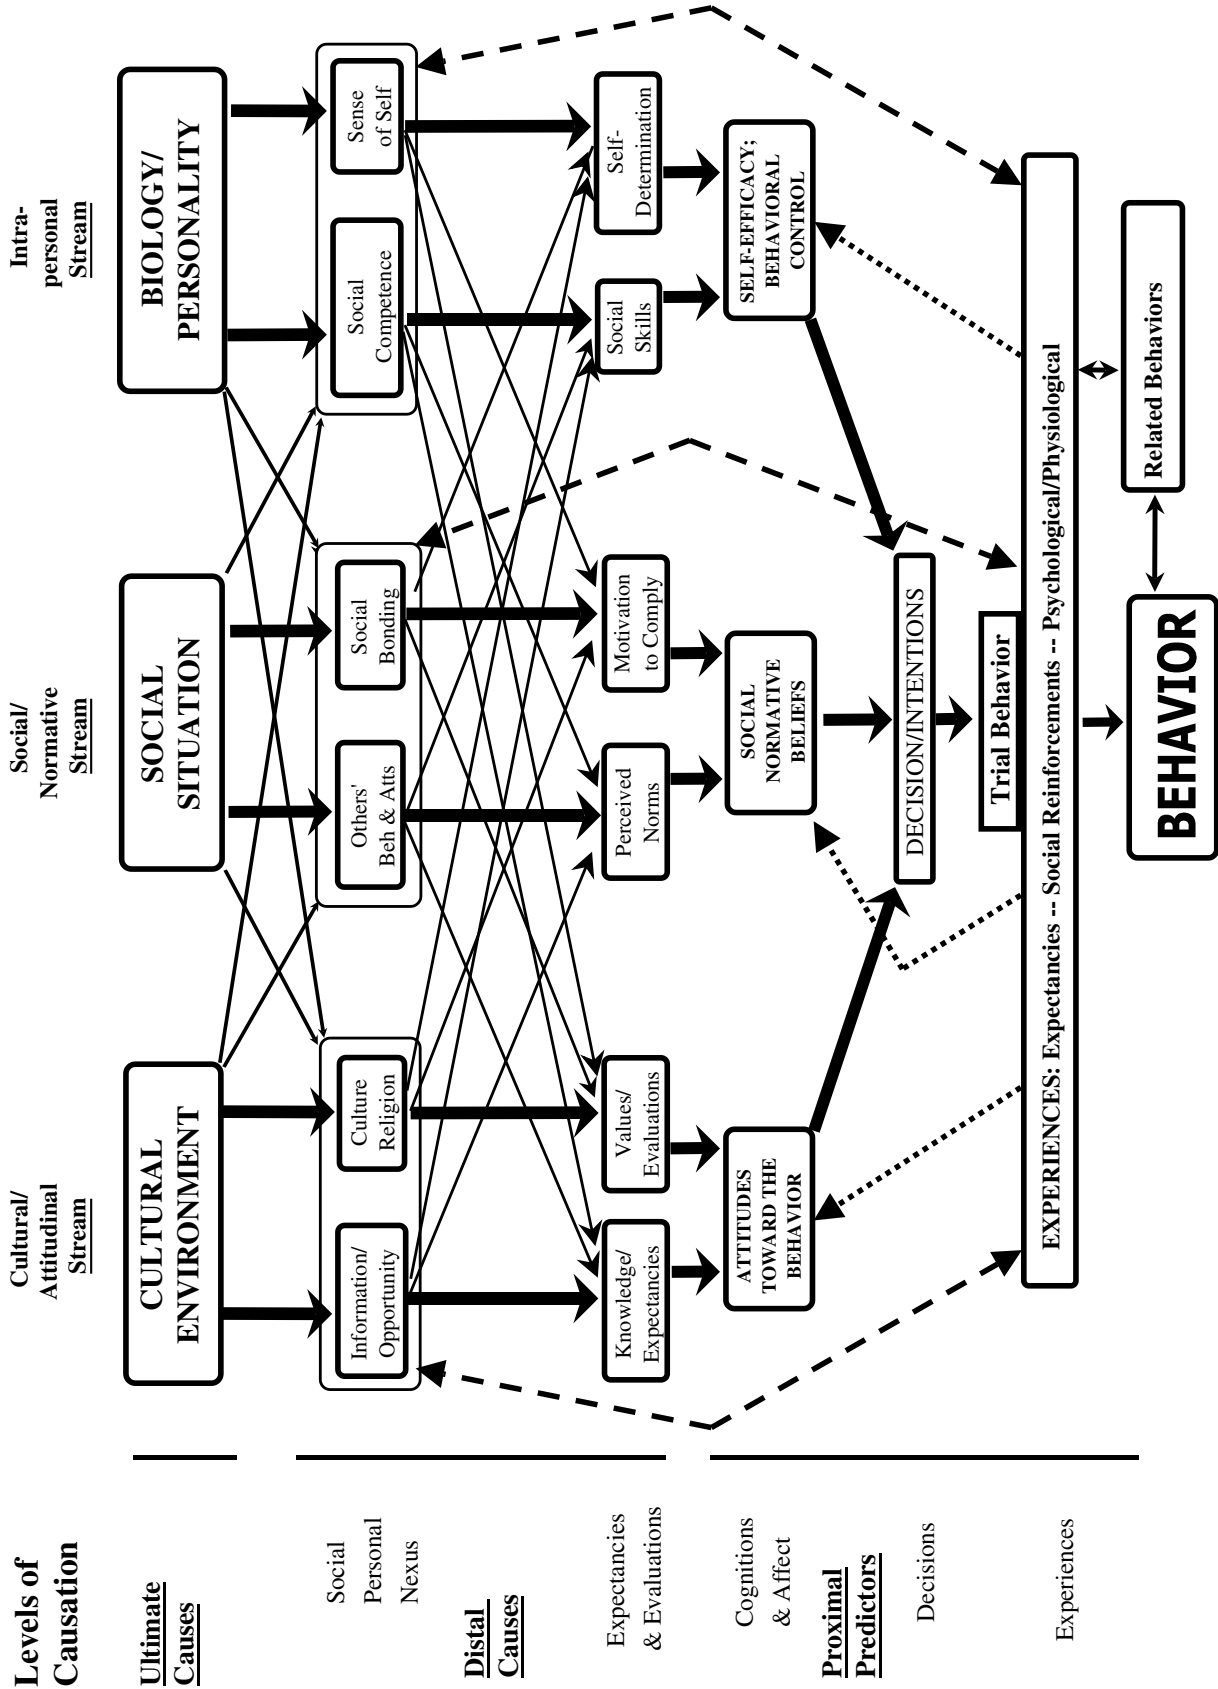 Levels of
Causation
Cultural/
Attitudinal
Stream
Social/
Normative
Stream
Intra-
personal
Stream
Ultimate
Causes
CULTURAL
ENVIRONMENT
SOCIAL
SITUATION
BIOLOGY/
PERSONALITY
Social
Personal
Nexus
Information/
Opportunity
Culture
Religion
Others'
Beh & Atts
Social
Bonding
Social
Competence
Sense
of Self
Distal
Causes
Expectancies
& Evaluations
Knowledge/
Expectancies
Values/
Evaluations
Perceived
Norms
Motivation
to Comply
Social
Skills
Self-
Determination
Cognitions
& Affect
ATTITUDES
TOWARD THE
BEHAVIOR
SOCIAL
NORMATIVE
BELIEFS
SELF-EFFICACY;
BEHAVIORAL
CONTROL
Proximal
Predictors
Decisions
DECISION/INTENTIONS
Trial Behavior
Experiences
EXPERIENCES: Expectancies -- Social Reinforcements -- Psychological/Physiological
BEHAVIOR
Related Behaviors